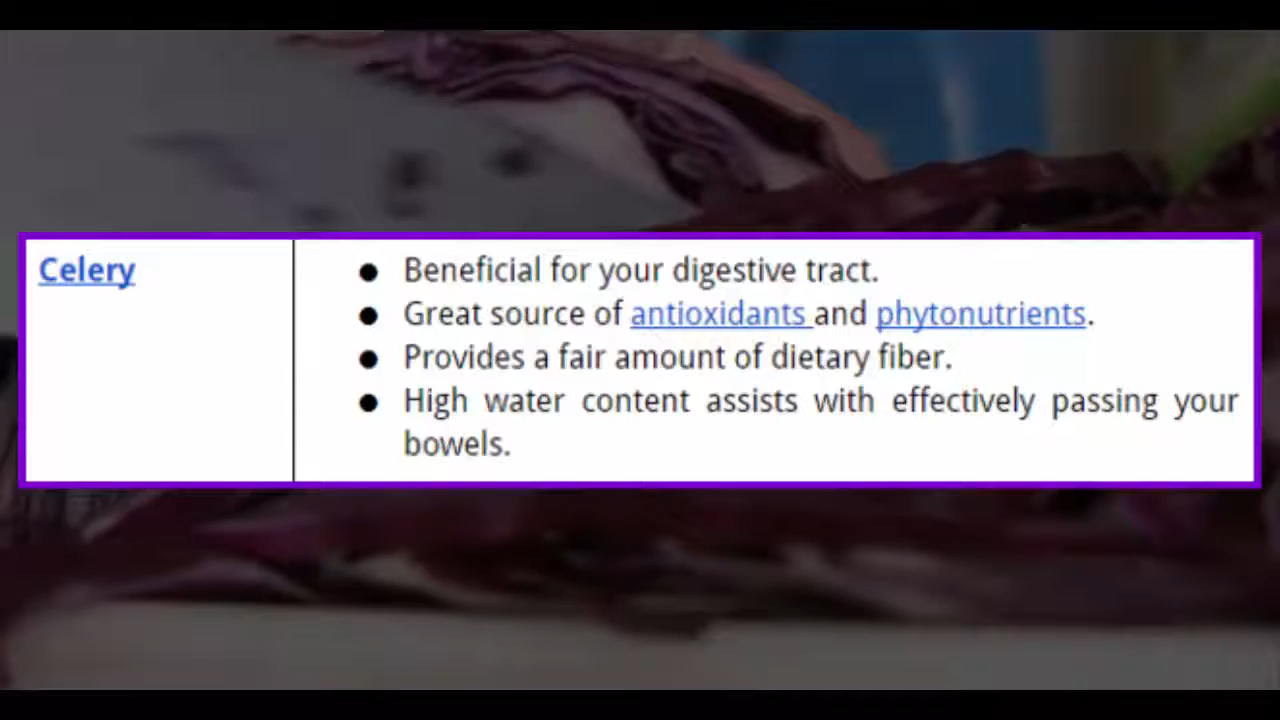 Celery
● Beneficial for your digestive tract.
● Great source of antioxidants and phytonutrients.
● Provides a fair amount of dietary fiber.
● High water content assists with effectively passing your
bowels.